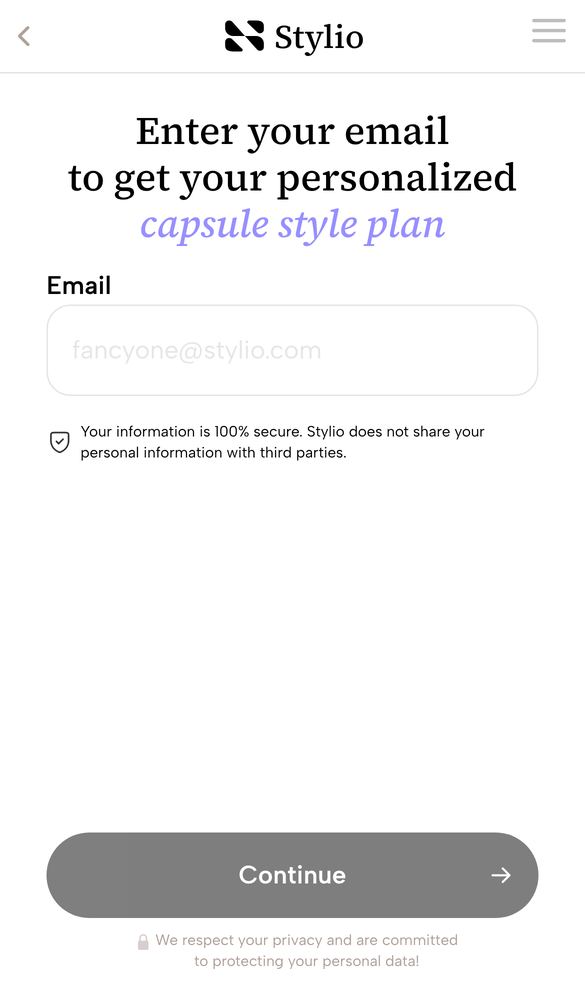 Stylio
Enter your email
to get your personalized
capsule style plan
Email
fancyone@stylio.com
Your information is 100% secure. Stylio does not share your
personal information with third parties.
Continue
We respect your privacy and are committed
to protecting your personal data!